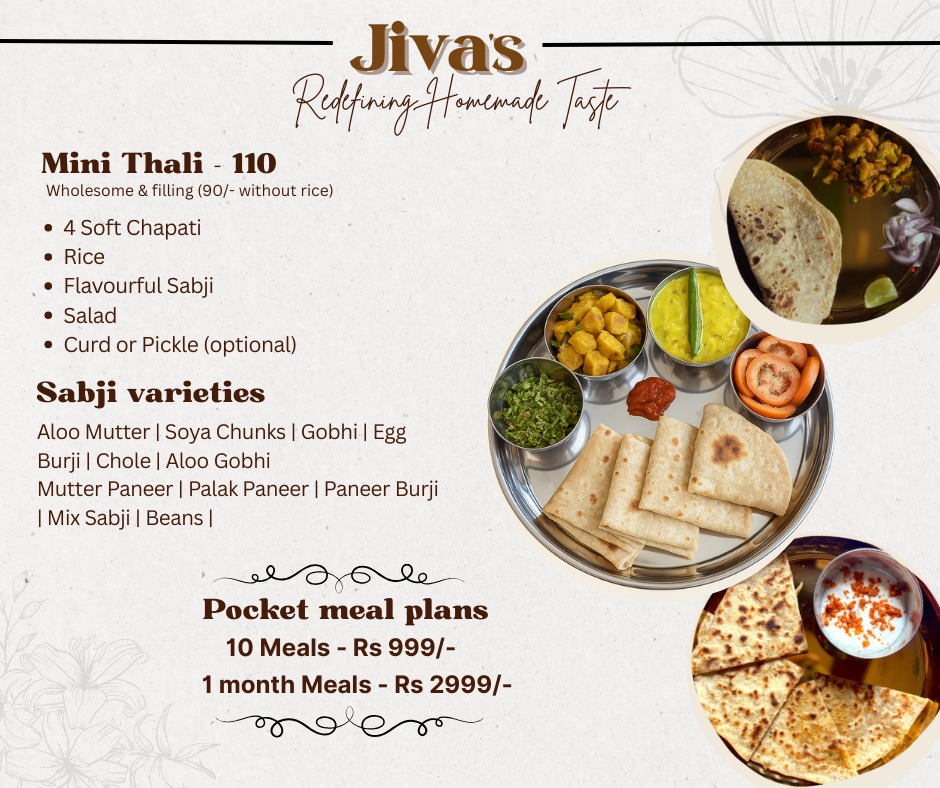 Jiva's
Redefining Homemade Taste
Mini Thali - 110
Wholesome & filling (90/- without rice)
• 4 Soft Chapati
• Rice
• Flavourful Sabji
• Salad
• Curd or Pickle (optional)
Sabji varieties
Aloo Mutter | Soya Chunks | Gobhi | Egg
Burji | Chole | Aloo Gobhi
Mutter Paneer | Palak Paneer | Paneer Burji
| Mix Sabji | Beans |
Pocket meal plans
10 Meals - Rs 999/-
1 month Meals - Rs 2999/-